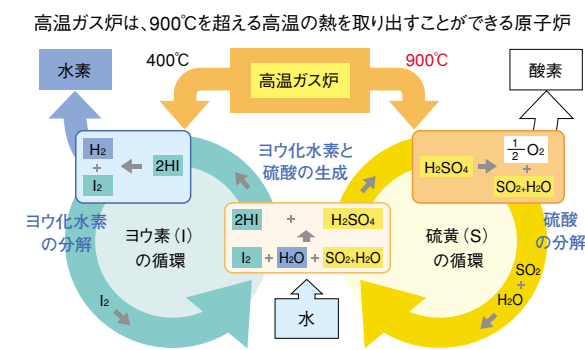 高温ガス炉は、900℃を超える高温の熱を取り出すことができる原子炉
水素
400℃
高温ガス炉
900℃
酸素
H2 ← 2HI
+
I2
ヨウ化水素と
硫酸の生成
H2SO4 → 1/2 O2
+
SO2+H2O
ヨウ化水素
の分解
ヨウ素(I)
の循環
2HI + H2SO4
I2 + H2O + SO2+H2O
硫黄(S)
の循環
硫酸
の分解
I2
水
SO2
+
H2O